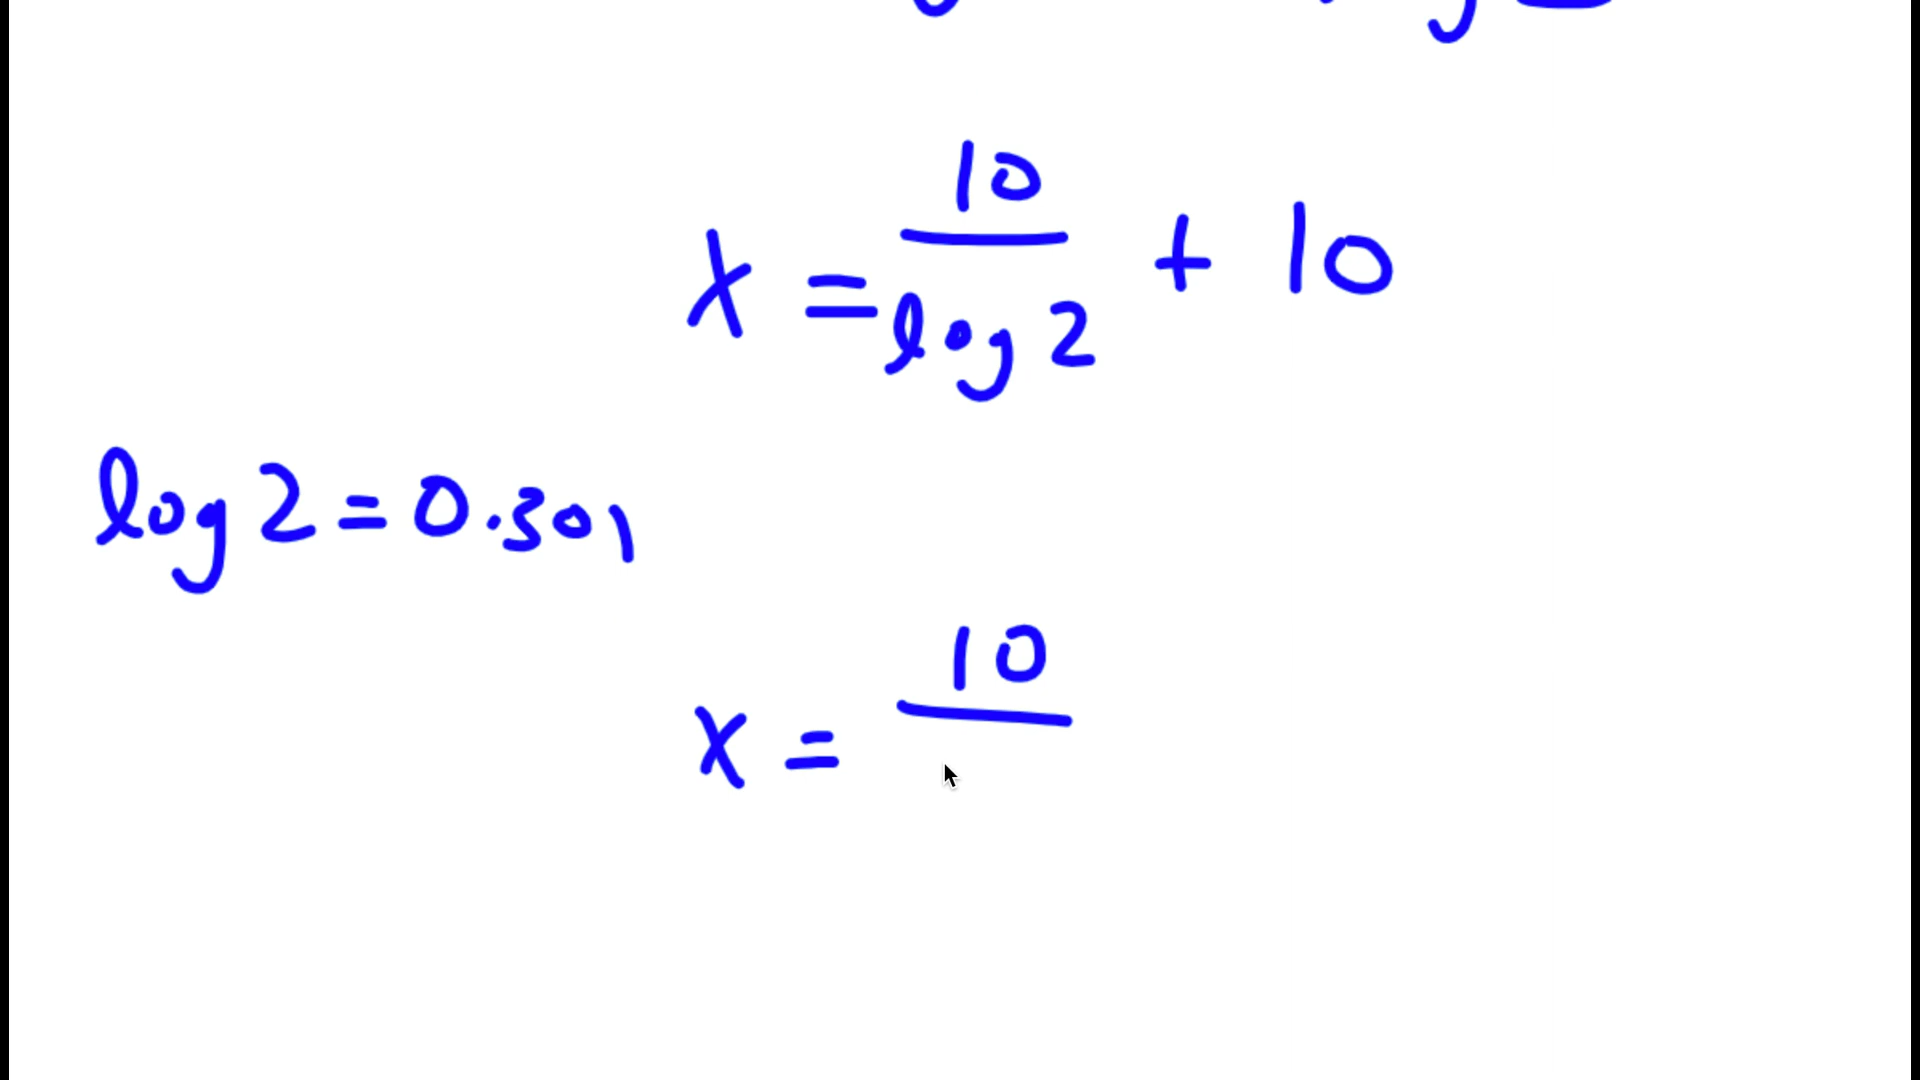 x = 10/log 2 + 10
log 2 = 0.301
x = 10/